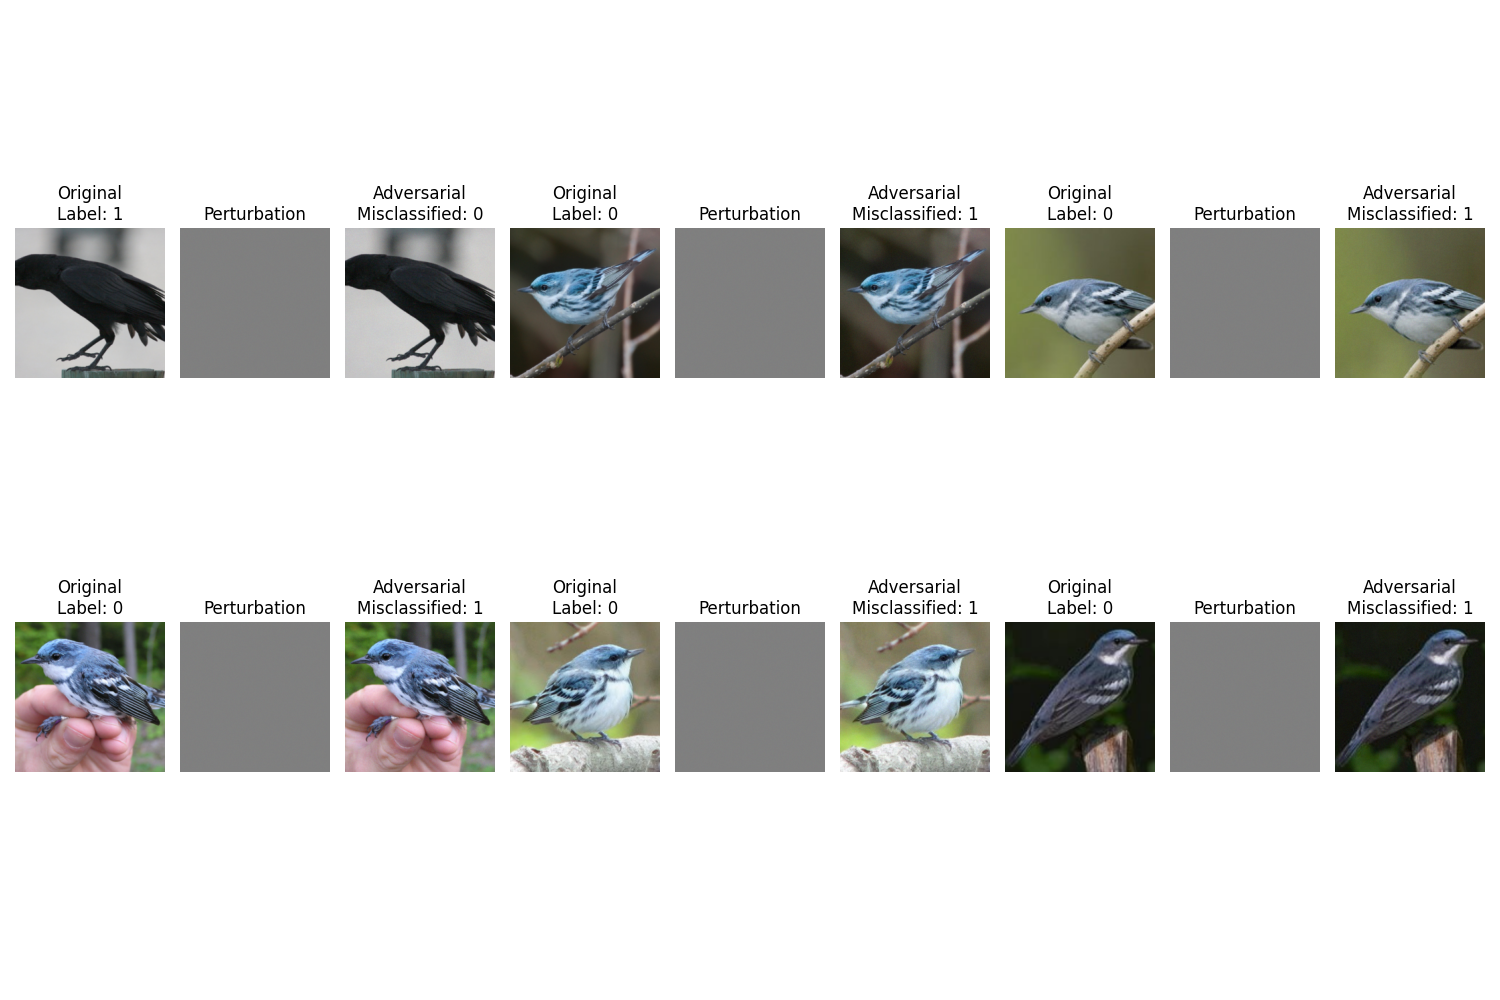 Original
Label: 1
Perturbation
Adversarial
Misclassified: 0
Original
Label: 0
Perturbation
Adversarial
Misclassified: 1
Original
Label: 0
Perturbation
Adversarial
Misclassified: 1
Original
Label: 0
Perturbation
Adversarial
Misclassified: 1
Original
Label: 0
Perturbation
Adversarial
Misclassified: 1
Original
Label: 0
Perturbation
Adversarial
Misclassified: 1